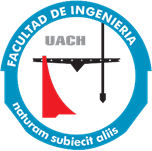 FACULTAD DE INGENIERIA
UACH
naturam subiecit aliis